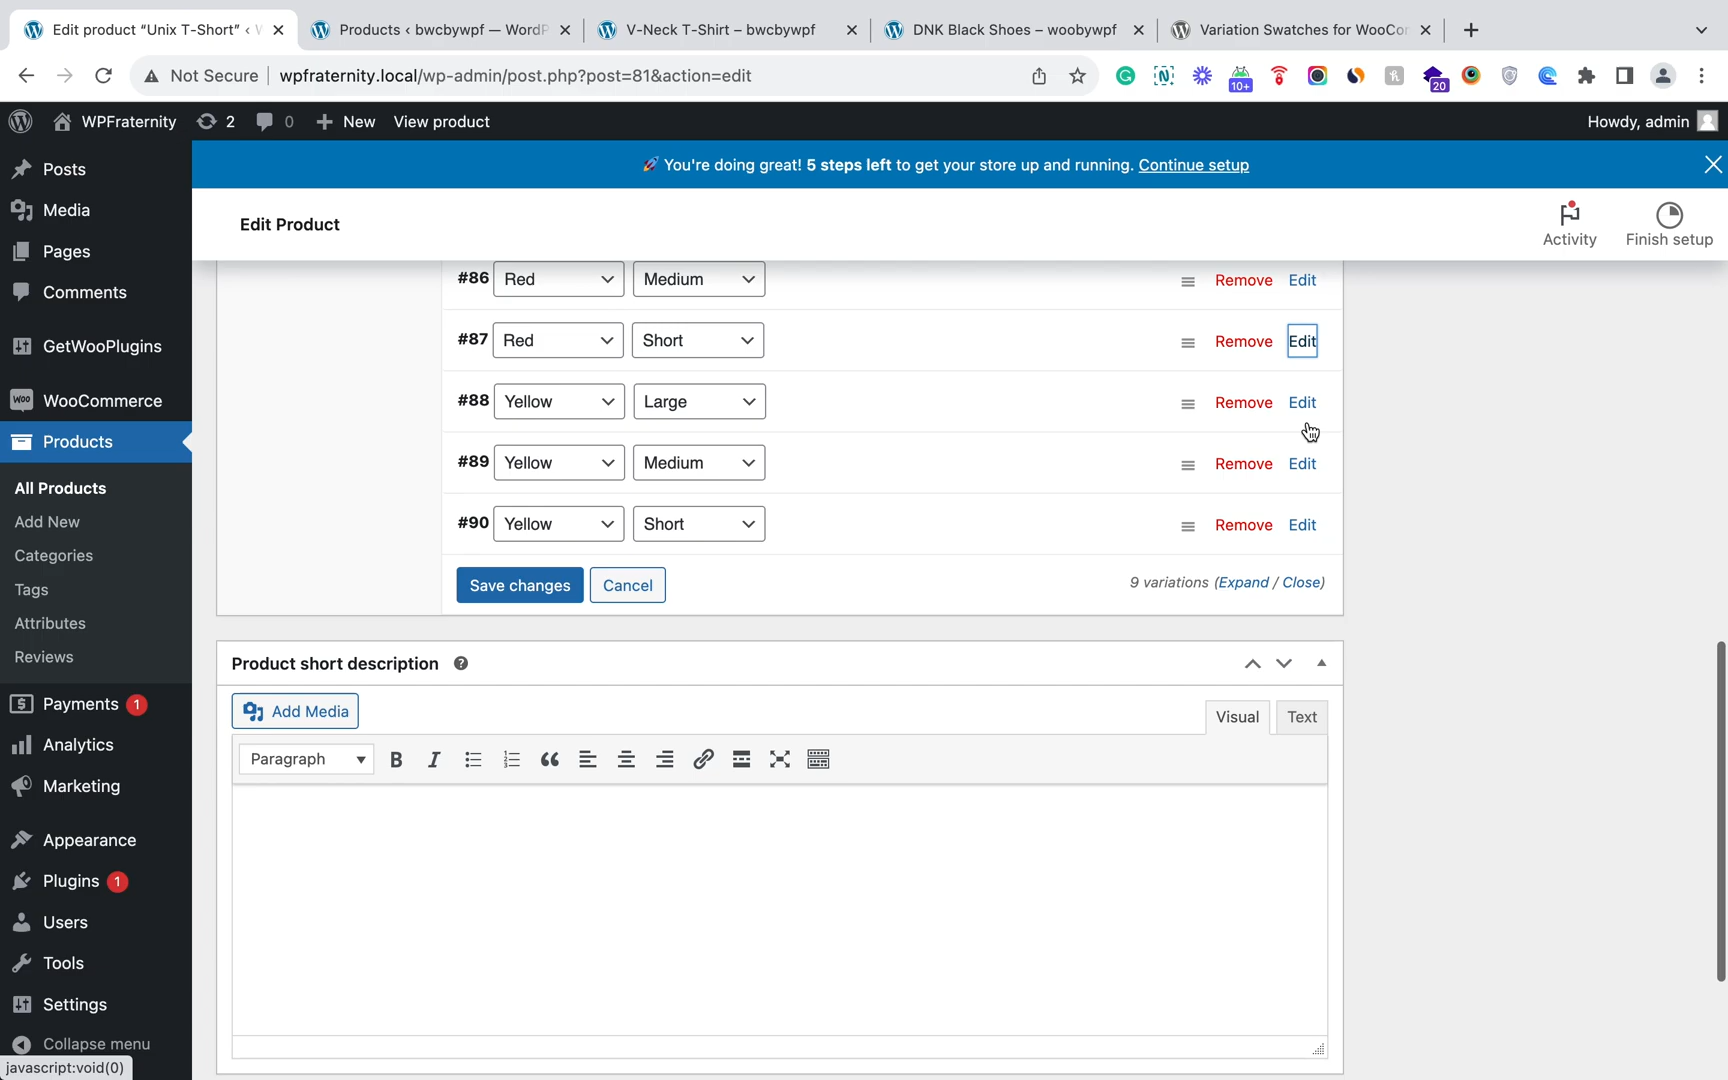 Edit product “Unix T-Short” ‹ W
Products ‹ bwcbywpf — WordP
V-Neck T-Shirt – bwcbywpf
DNK Black Shoes – woobywpf
Variation Swatches for WooCor
Not Secure
wpfraternity.local/wp-admin/post.php?post=81&action=edit
10+
20
WPFraternity
2
0
New
View product
Howdy, admin
🚀 You're doing great! 5 steps left to get your store up and running. Continue setup
Edit Product
Activity
Finish setup
Posts
Media
Pages
Comments
GetWooPlugins
WooCommerce
Products
All Products
Add New
Categories
Tags
Attributes
Reviews
Payments 1
Analytics
Marketing
Appearance
Plugins 1
Users
Tools
Settings
Collapse menu
javascript:void(0)
#86 Red Medium Remove Edit
#87 Red Short Remove Edit
#88 Yellow Large Remove Edit
#89 Yellow Medium Remove Edit
#90 Yellow Short Remove Edit
Save changes Cancel 9 variations (Expand / Close)
Product short description
Add Media
Visual Text
Paragraph